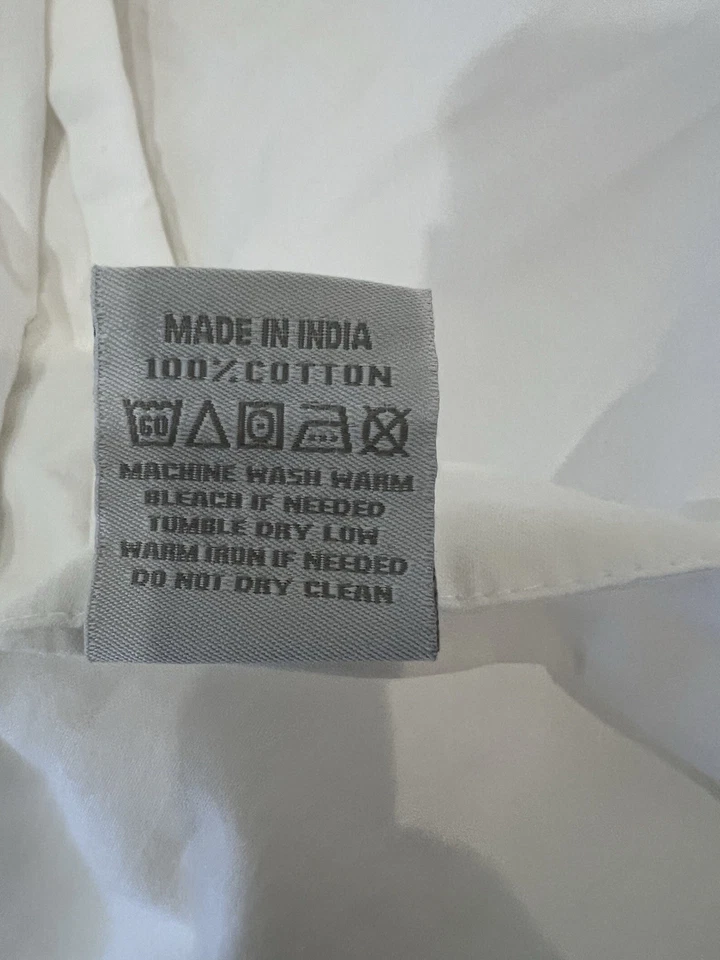 MADE IN INDIA
100% COTTON
60
MACHINE WASH WARM
BLEACH IF NEEDED
TUMBLE DRY LOW
WARM IRON IF NEEDED
DO NOT DRY CLEAN